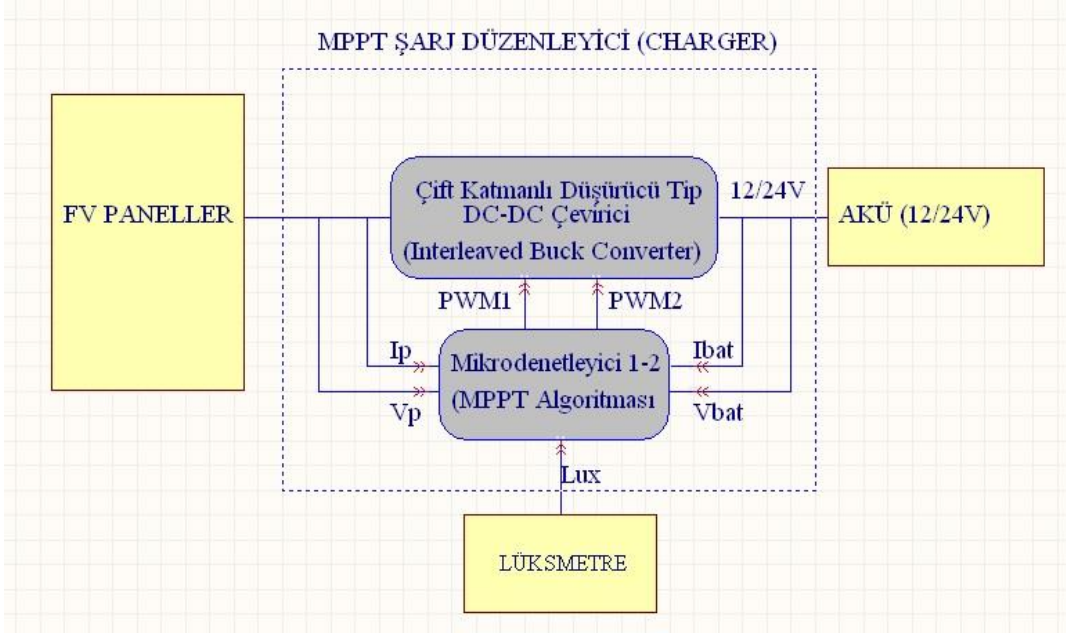 MPPT ŞARJ DÜZENLEYİCİ (CHARGER)
FV PANELLER
Çift Katmanlı Düşürücü Tip
DC-DC Çevirici
(Interleaved Buck Converter)
12/24V
AKÜ (12/24V)
PWM1
PWM2
Ip
Vp
Mikrodenetleyici 1-2
(MPPT Algoritması
Ibat
Vbat
Lux
LÜKSMETRE